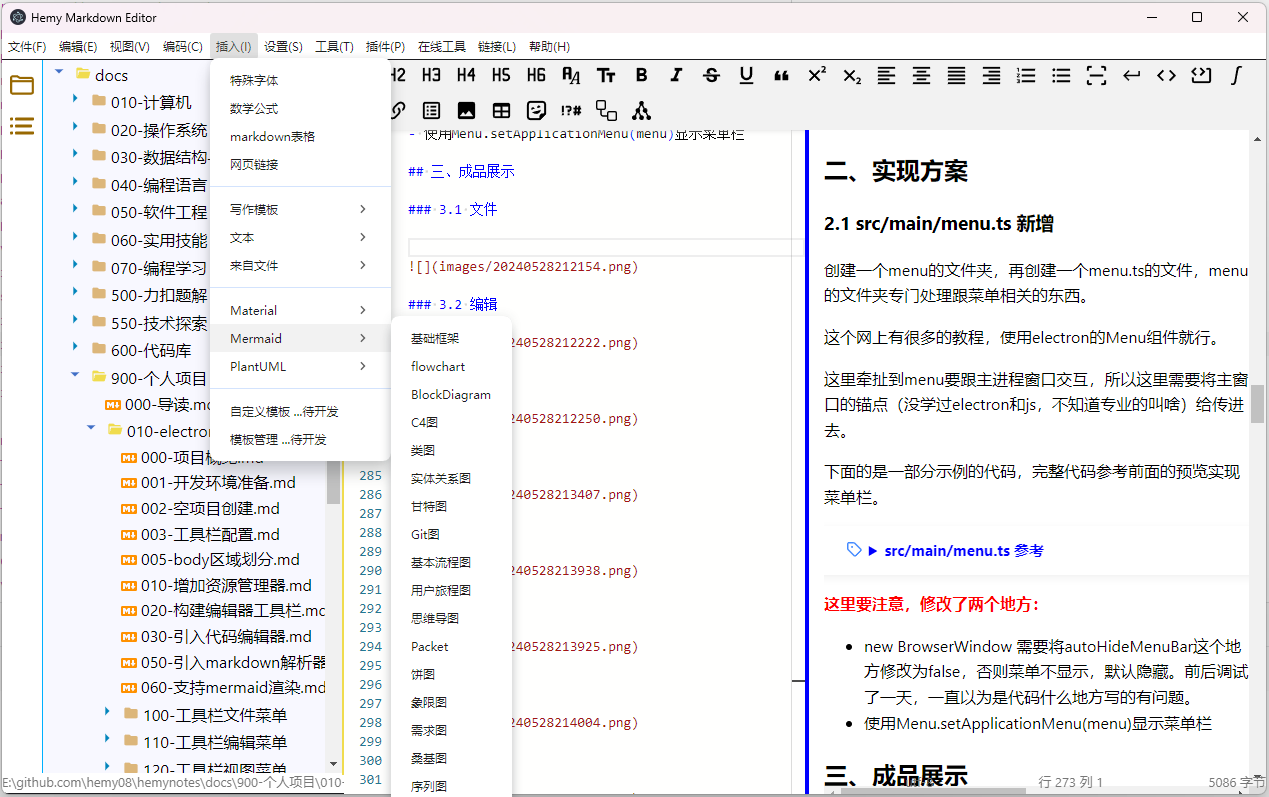 Hemy Markdown Editor
文件(F) 编辑(E) 视图(V) 编码(C) 插入(I) 设置(S) 工具(T) 插件(P) 在线工具 链接(L) 帮助(H)
H2 H3 H4 H5 H6
docs
010-计算机
020-操作系统
030-数据结构-
040-编程语言
050-软件工程
060-实用技能
070-编程学习
500-力扣题解
550-技术探索
600-代码库
900-个人项目
000-导读.md
010-electron
000-项目概览.md
001-开发环境准备.md
002-空项目创建.md
003-工具栏配置.md
005-body区域划分.md
010-增加资源管理器.md
020-构建编辑器工具栏.md
030-引入代码编辑器.md
050-引入markdown解析器
060-支持mermaid渲染.md
100-工具栏文件菜单
110-工具栏编辑菜单
120-工具栏视图菜单
特殊字体
数学公式
markdown表格
网页链接
写作模板
文本
来自文件
Material
Mermaid
PlantUML
自定义模板 ...待开发
模板管理 ...待开发
基础框架
flowchart
BlockDiagram
C4图
类图
实体关系图
甘特图
Git图
基本流程图
用户旅程图
思维导图
Packet
饼图
象限图
需求图
桑基图
序列图
- 使用Menu.setApplicationMenu(menu)显示菜单栏
## 三、成品展示
### 3.1 文件
![](images/20240528212154.png)
### 3.2 编辑
240528212222.png)
240528212250.png)
285
286 240528213407.png)
287
288
289
290 240528213938.png)
291
292
293
294 240528213925.png)
295
296
297
298 240528214004.png)
299
300
301
二、实现方案
2.1 src/main/menu.ts 新增
创建一个menu的文件夹，再创建一个menu.ts的文件，menu
的文件夹专门处理跟菜单相关的东西。
这个网上有很多的教程，使用electron的Menu组件就行。
这里牵扯到menu要跟主进程窗口交互，所以这里需要将主窗
口的锚点（没学过electron和js，不知道专业的叫啥）给传进
去。
下面的是一部分示例的代码，完整代码参考前面的预览实现
菜单栏。
src/main/menu.ts 参考
这里要注意，修改了两个地方：
new BrowserWindow 需要将autoHideMenuBar这个地
方修改为false，否则菜单不显示，默认隐藏。前后调试
了一天，一直以为是代码什么地方写的有问题。
使用Menu.setApplicationMenu(menu)显示菜单栏
三、成品展示
E:\github.com\hemy08\hemynotes\docs\900-个人项目\010-
行 273 列 1
5086 字节